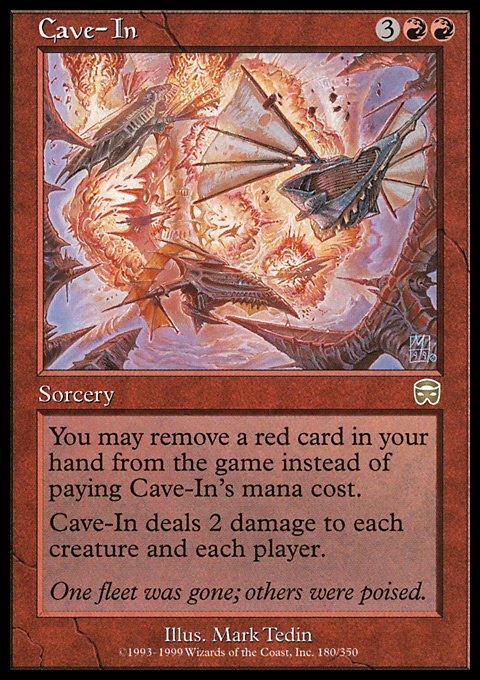 Cave-In 3
Sorcery
You may remove a red card in your
hand from the game instead of
paying Cave-In's mana cost.
Cave-In deals 2 damage to each
creature and each player.
One fleet was gone; others were poised.
Illus. Mark Tedin
©1993-1999 Wizards of the Coast, Inc. 180/350